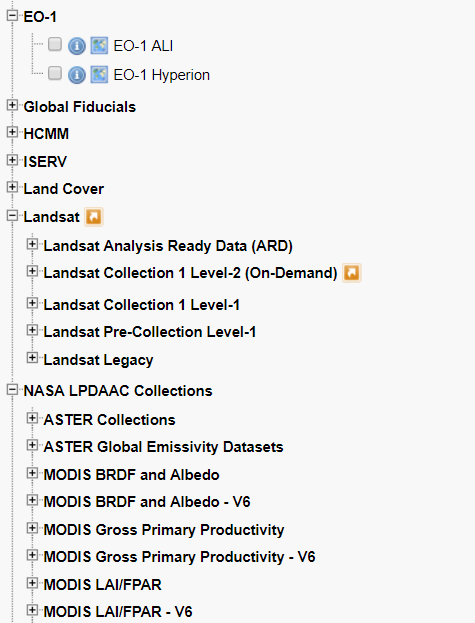 EO-1
EO-1 ALI
EO-1 Hyperion
Global Fiducials
HCMM
ISERV
Land Cover
Landsat
Landsat Analysis Ready Data (ARD)
Landsat Collection 1 Level-2 (On-Demand)
Landsat Collection 1 Level-1
Landsat Pre-Collection Level-1
Landsat Legacy
NASA LPDAAC Collections
ASTER Collections
ASTER Global Emissivity Datasets
MODIS BRDF and Albedo
MODIS BRDF and Albedo - V6
MODIS Gross Primary Productivity
MODIS Gross Primary Productivity - V6
MODIS LAI/FPAR
MODIS LAI/FPAR - V6